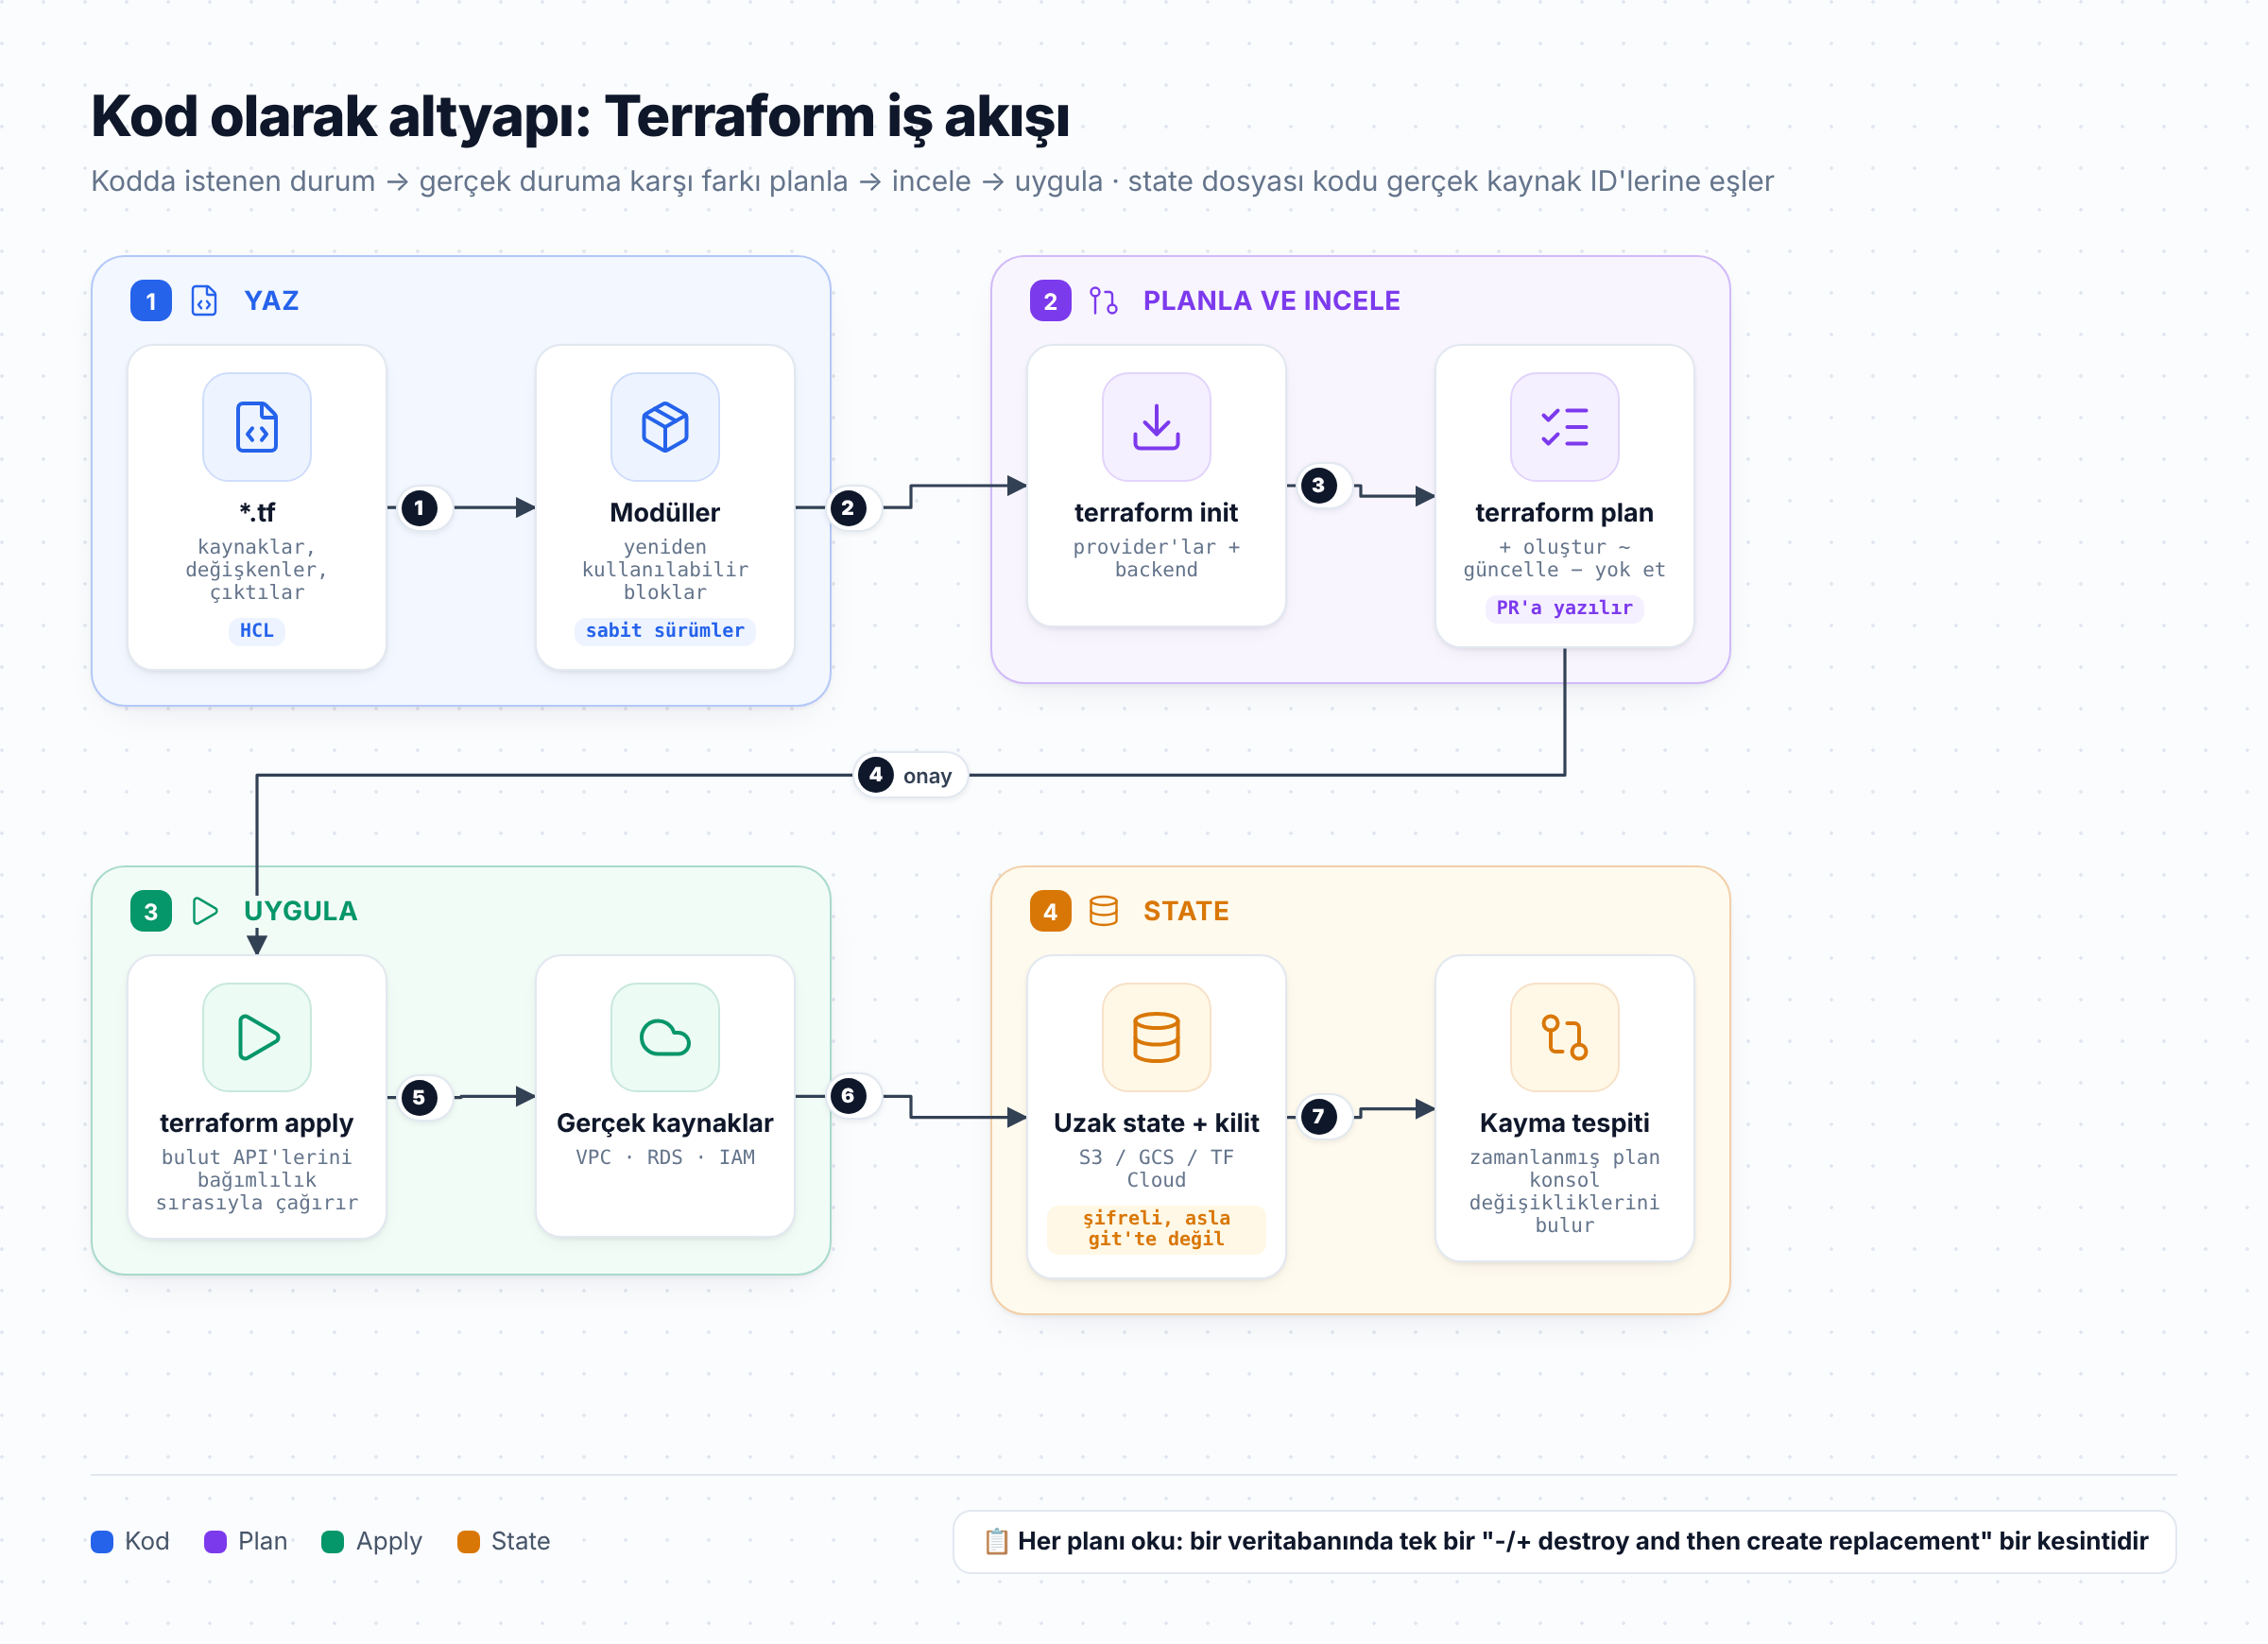 Kod olarak altyapı: Terraform iş akışı
Kodda istenen durum → gerçek duruma karşı farkı planla → incele → uygula · state dosyası kodu gerçek kaynak ID'lerine eşler
1 YAZ
*.tf
kaynaklar,
değişkenler,
çıktılar
HCL
1
Modüller
yeniden
kullanılabilir
bloklar
sabit sürümler
2
2 PLANLA VE INCELE
terraform init
provider'lar +
backend
3
terraform plan
+ oluştur ~
güncelle − yok et
PR'a yazılır
4 onay
3 UYGULA
terraform apply
bulut API'lerini
bağımlılık
sırasıyla çağırır
5
Gerçek kaynaklar
VPC · RDS · IAM
6
4 STATE
Uzak state + kilit
S3 / GCS / TF
Cloud
şifreli, asla
git'te değil
7
Kayma tespiti
zamanlanmış plan
konsol
değişikliklerini
bulur
Kod
Plan
Apply
State
📋 Her planı oku: bir veritabanında tek bir "-/+ destroy and then create replacement" bir kesintidir